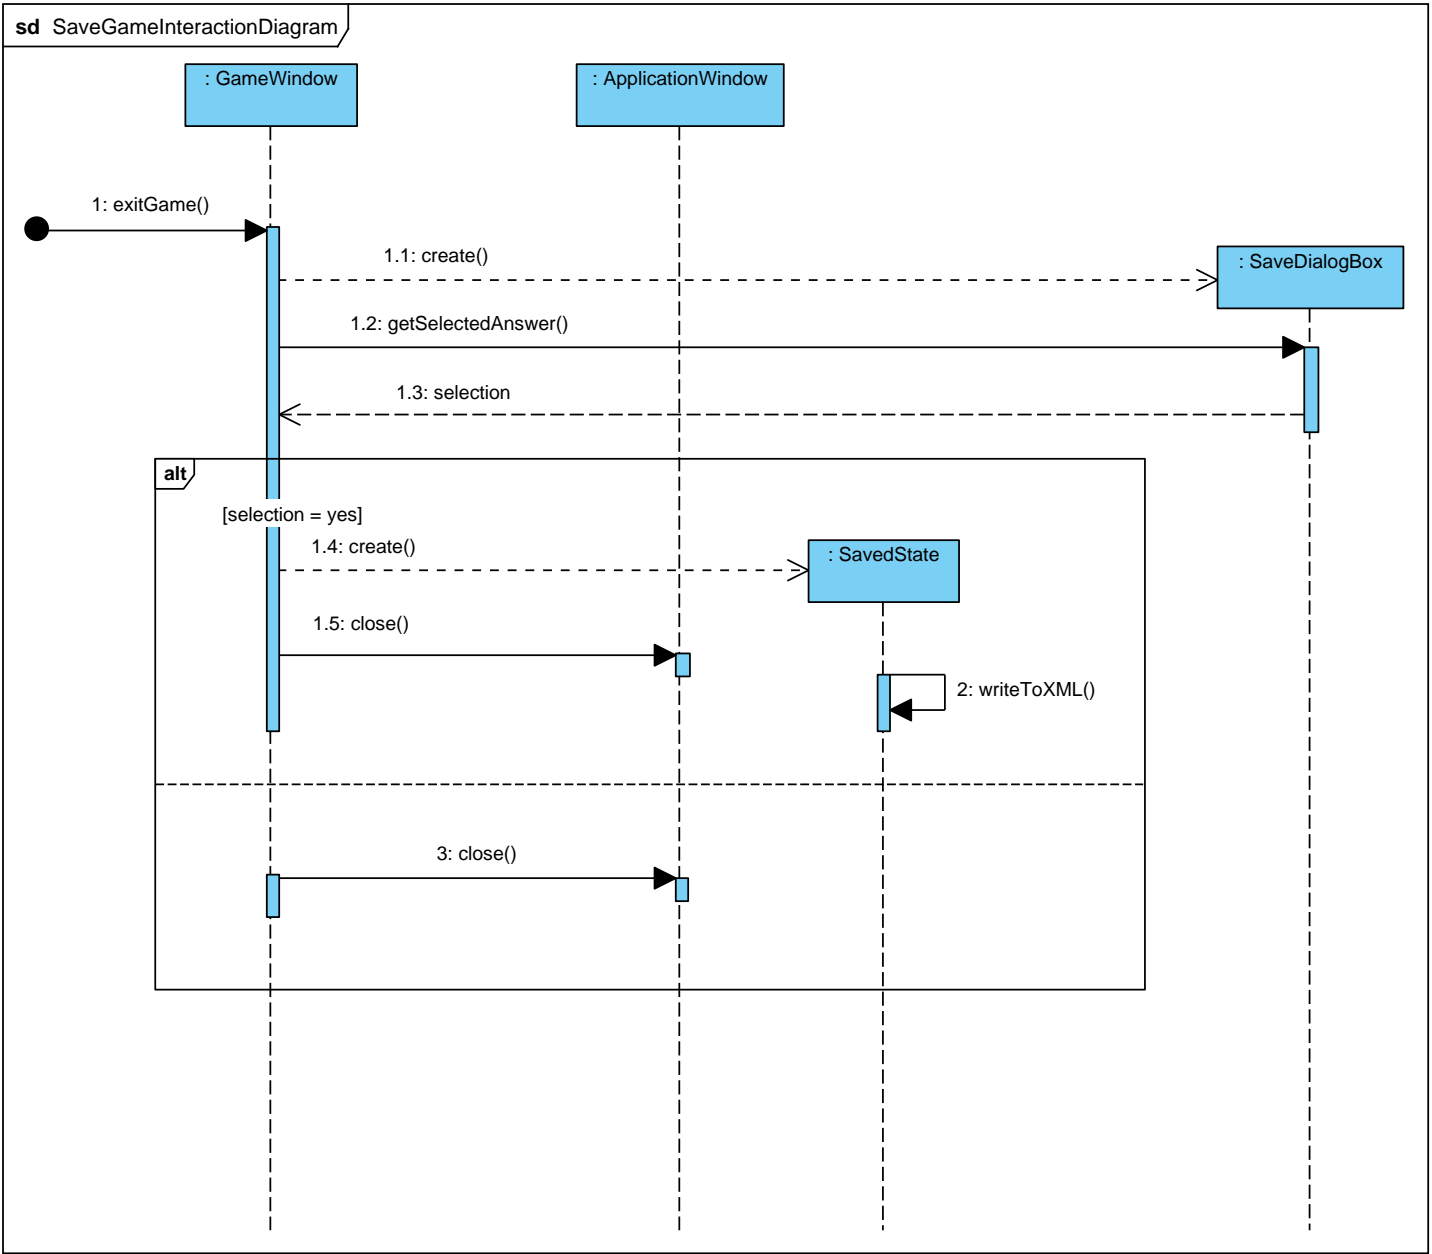 sd SaveGameInteractionDiagram
: GameWindow
: ApplicationWindow
1: exitGame()
1.1: create()
: SaveDialogBox
1.2: getSelectedAnswer()
1.3: selection
alt
[selection = yes]
1.4: create()
: SavedState
1.5: close()
2: writeToXML()
3: close()